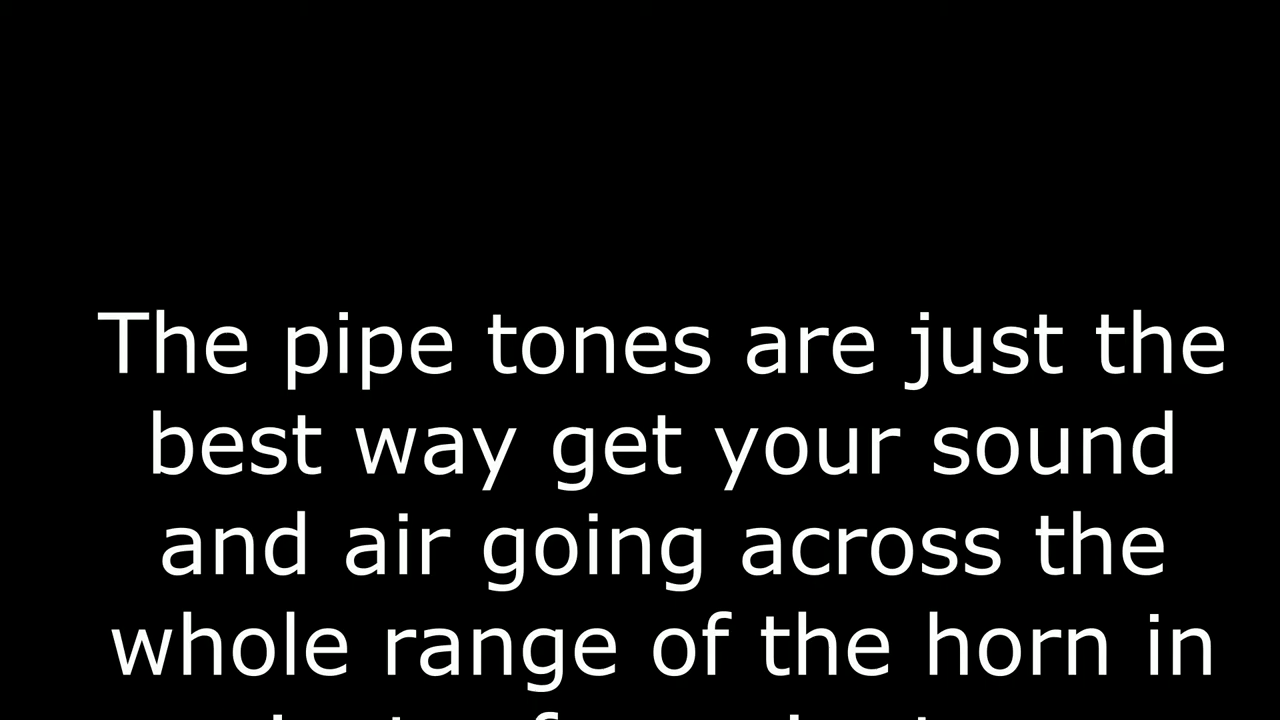 The pipe tones are just the
best way get your sound
and air going across the
whole range of the horn in